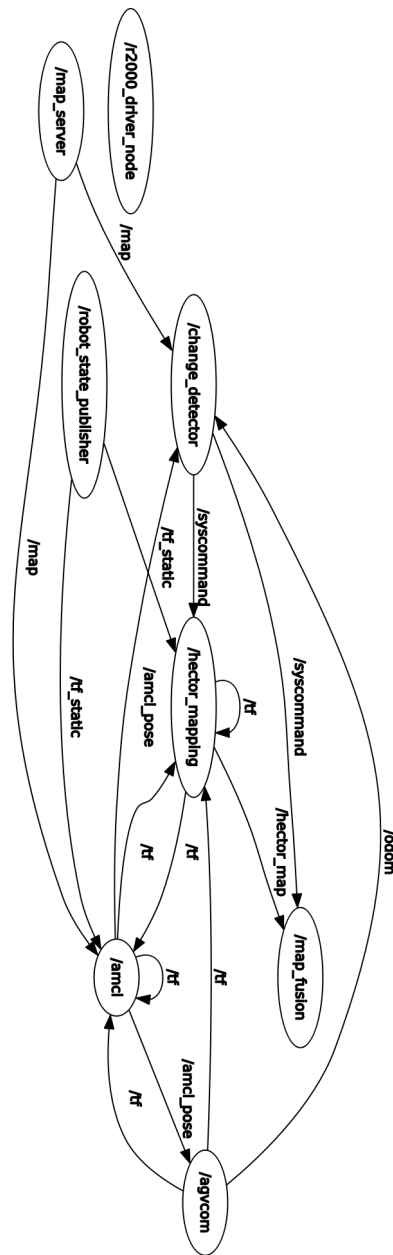 /r2000_driver_node
/map_server
/map
/change_detector
/robot_state_publisher
/syscommand
/tf_static
/map
/hector_mapping
/tf
/syscommand
/amcl_pose
/tf_static
/hector_map
/odom
/map_fusion
/tf
/tf
/tf
/amcl
/tf
/amcl_pose
/tf
/agvcom